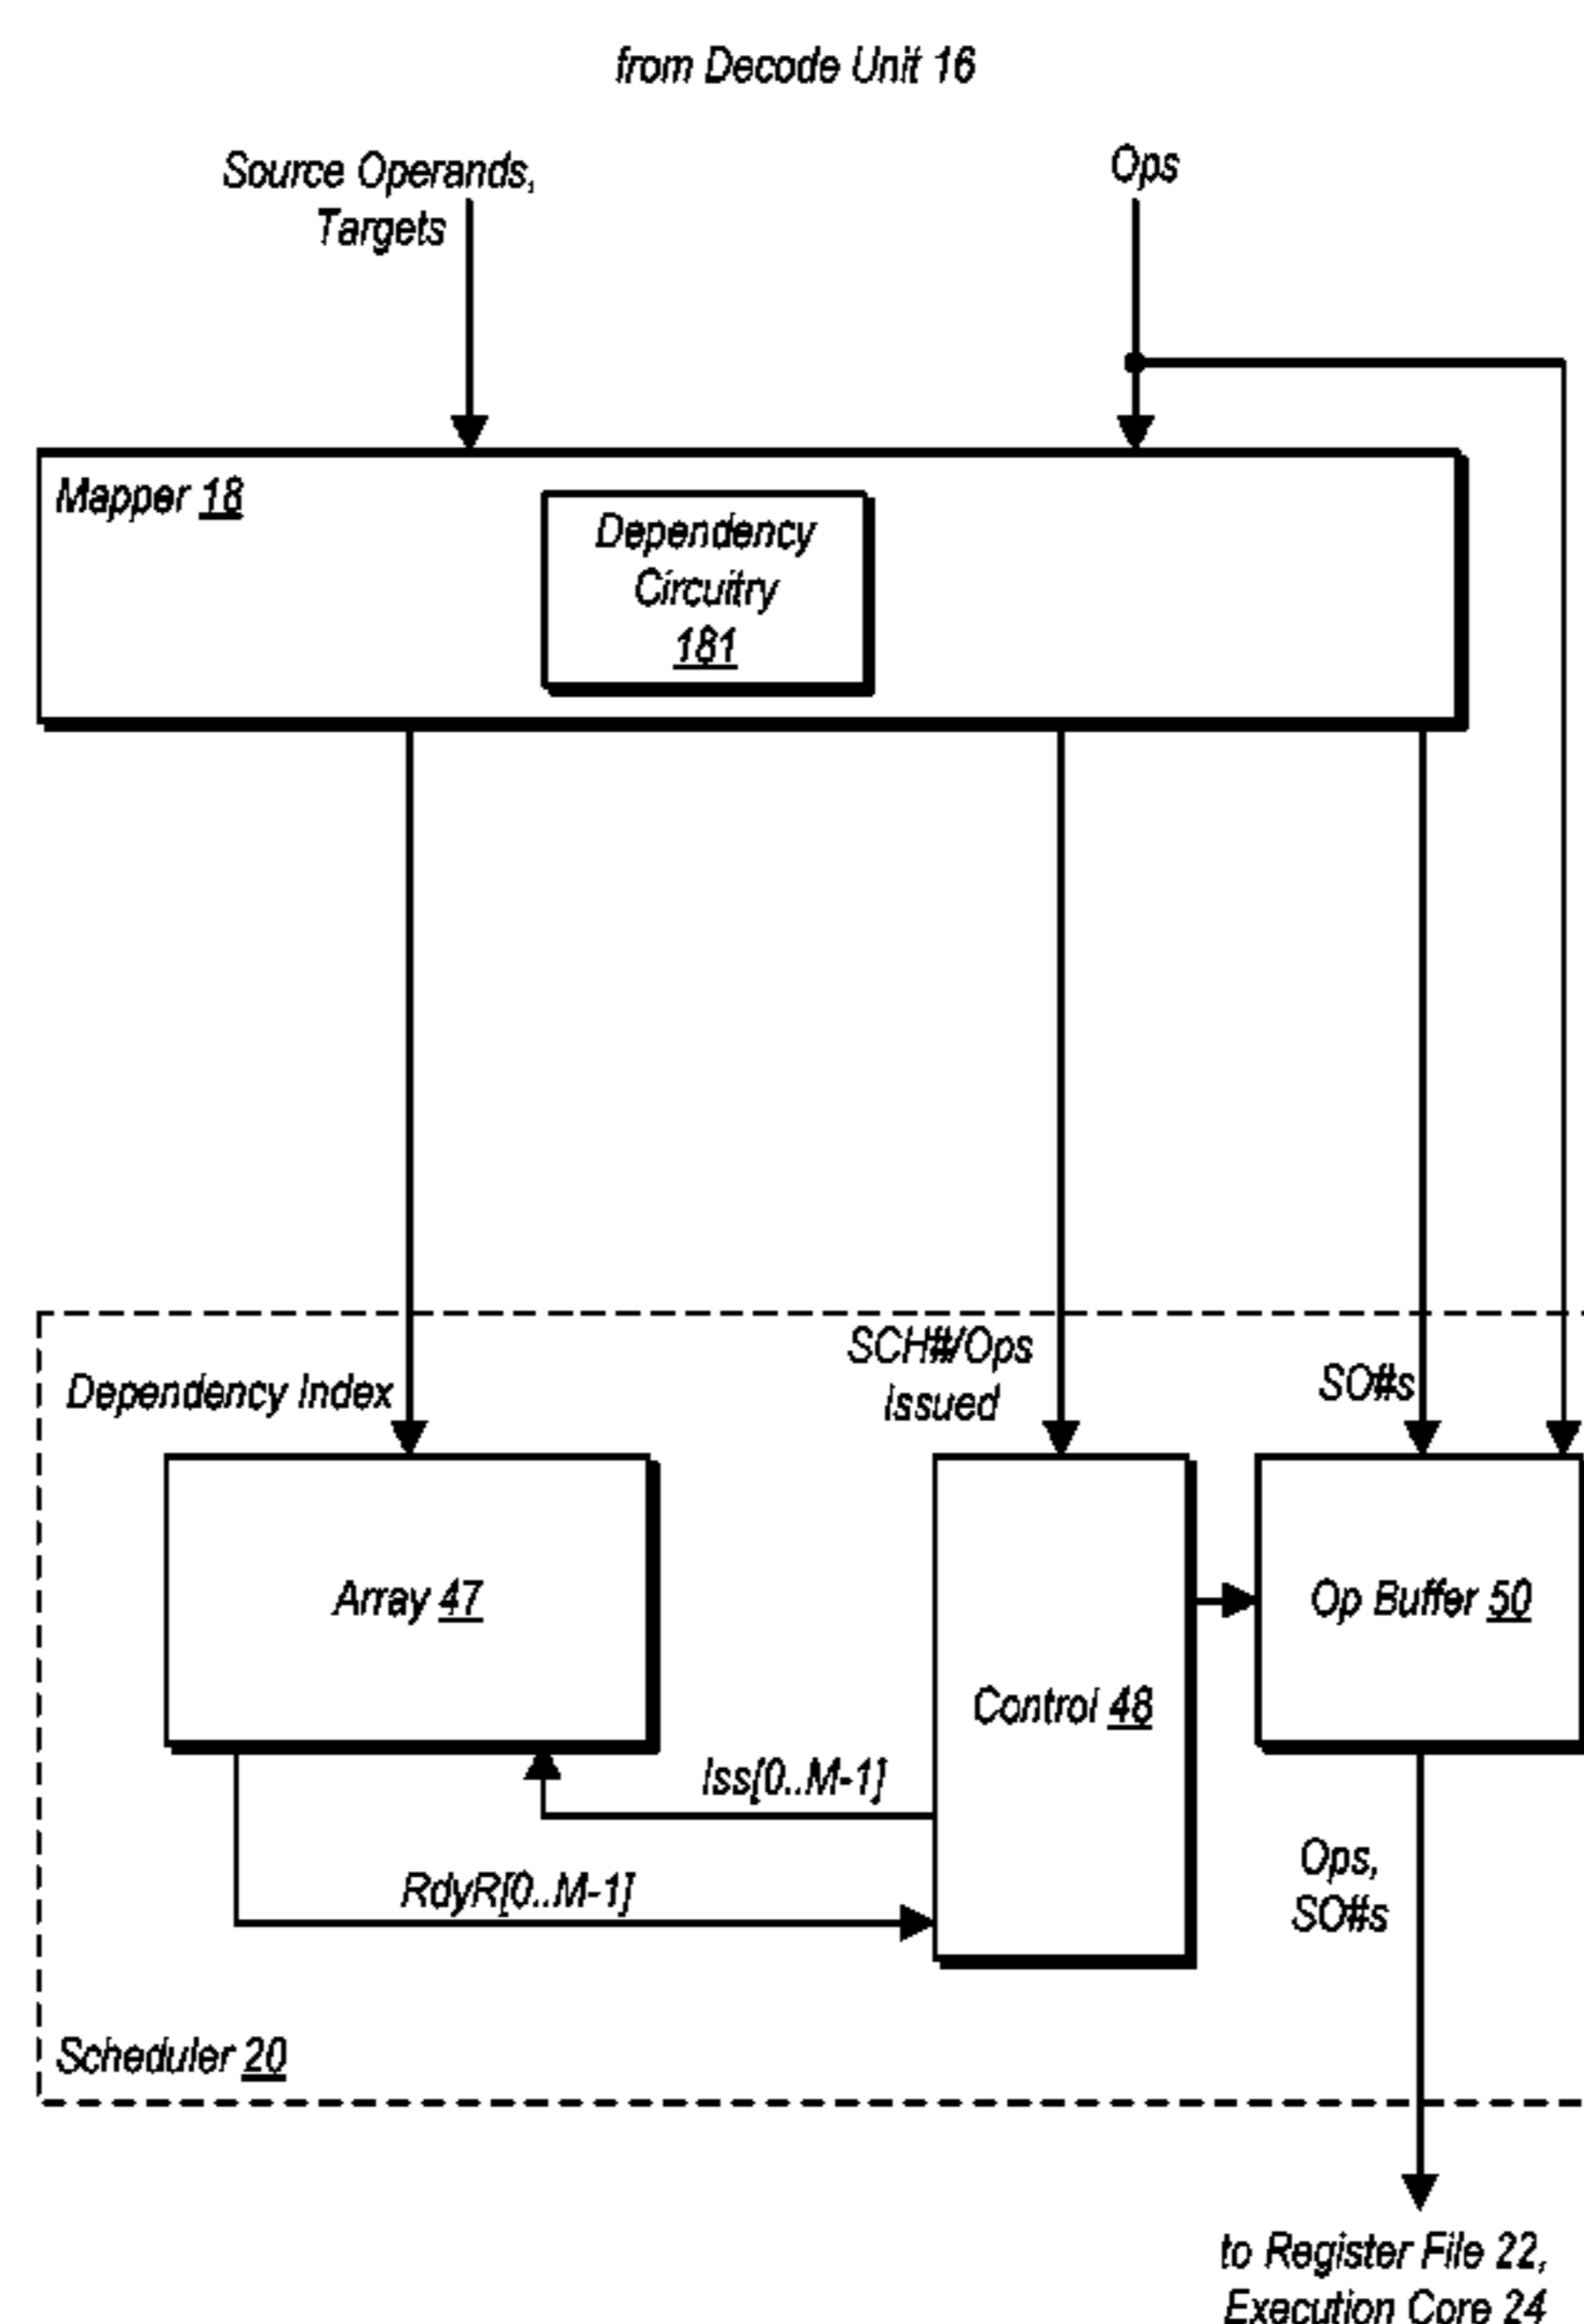 from Decode Unit 16
Source Operands,
Targets
Ops
Mapper 18
Dependency
Circuitry
181
SCH#/Ops
Issued
Dependency Index
SO#s
Array 47
Op Buffer 50
Control 48
Iss[0..M-1]
RdyR[0..M-1]
Ops,
SO#s
Scheduler 20
to Register File 22,
Execution Core 24